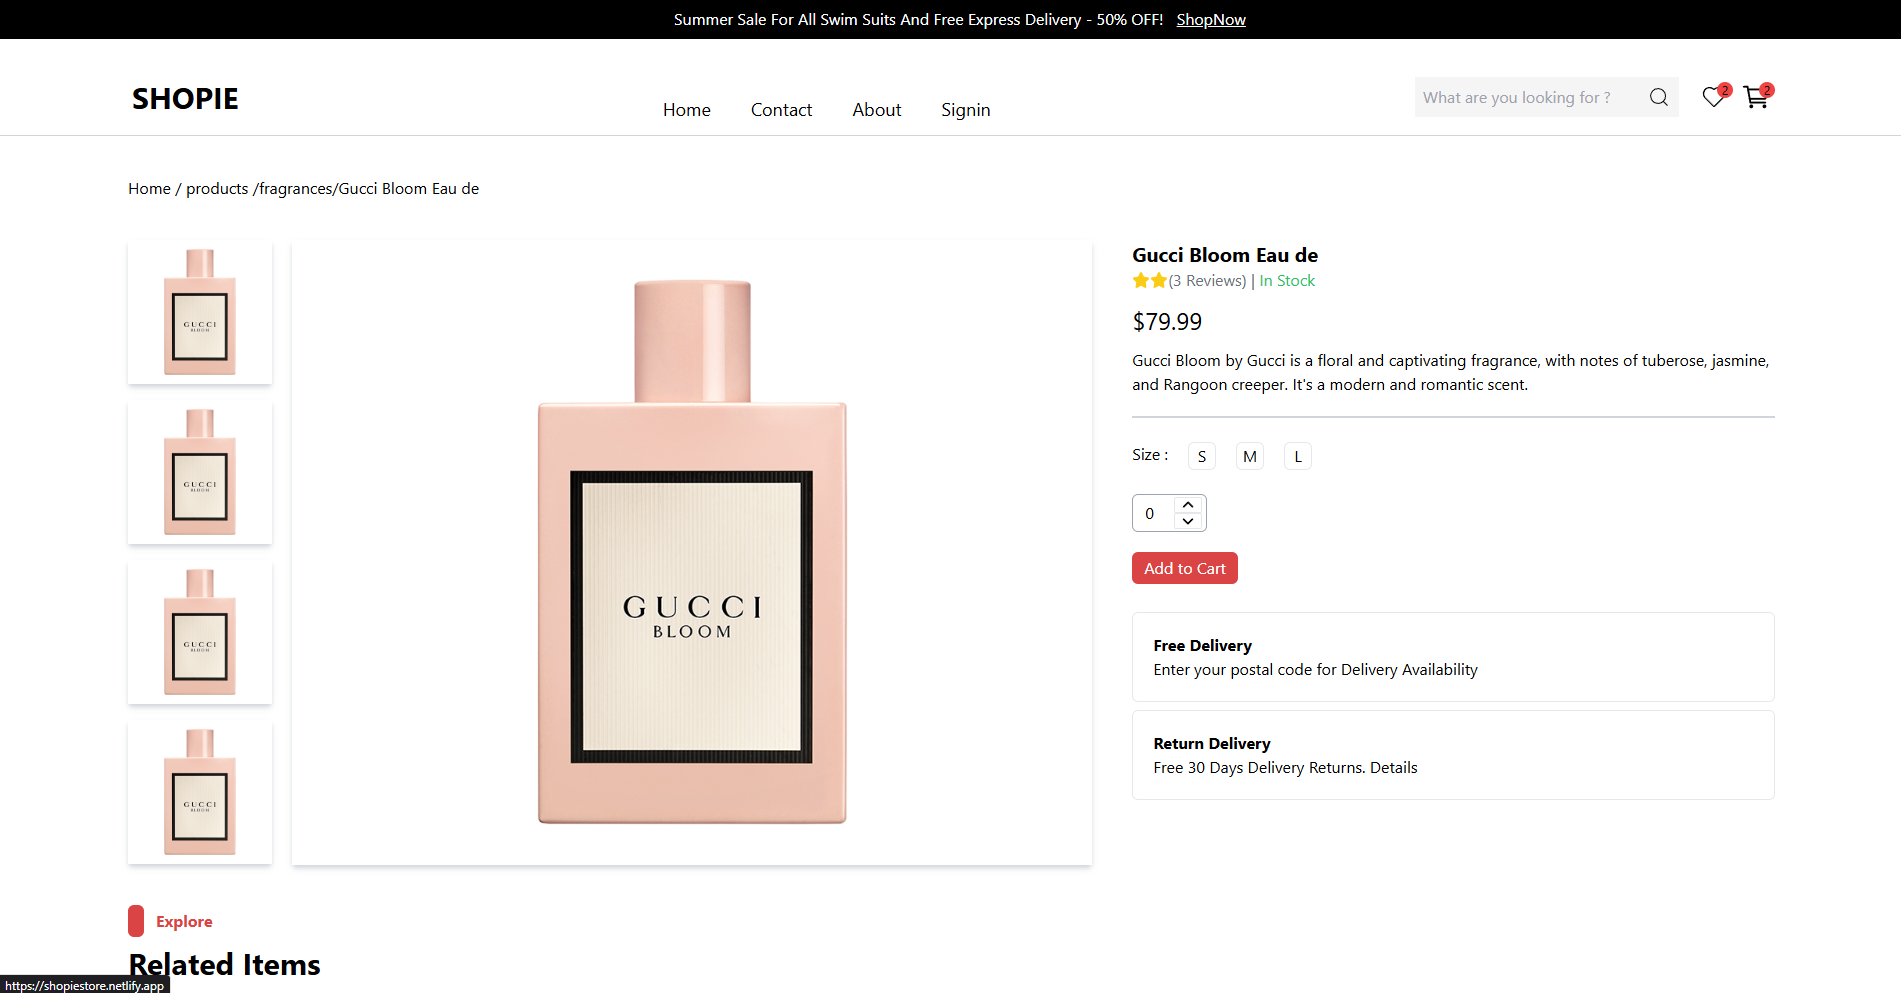 Summer Sale For All Swim Suits And Free Express Delivery - 50% OFF! ShopNow
SHOPIE
Home Contact About Signin
What are you looking for ?
2 2
Home / products /fragrances/Gucci Bloom Eau de
GUCCI
BLOOM
GUCCI
BLOOM
GUCCI
BLOOM
GUCCI
BLOOM
GUCCI
BLOOM
Gucci Bloom Eau de
(3 Reviews) | In Stock
$79.99
Gucci Bloom by Gucci is a floral and captivating fragrance, with notes of tuberose, jasmine,
and Rangoon creeper. It's a modern and romantic scent.
Size : S M L
0
Add to Cart
Free Delivery
Enter your postal code for Delivery Availability
Return Delivery
Free 30 Days Delivery Returns. Details
Explore
Related Items
https://shopiestore.netlify.app